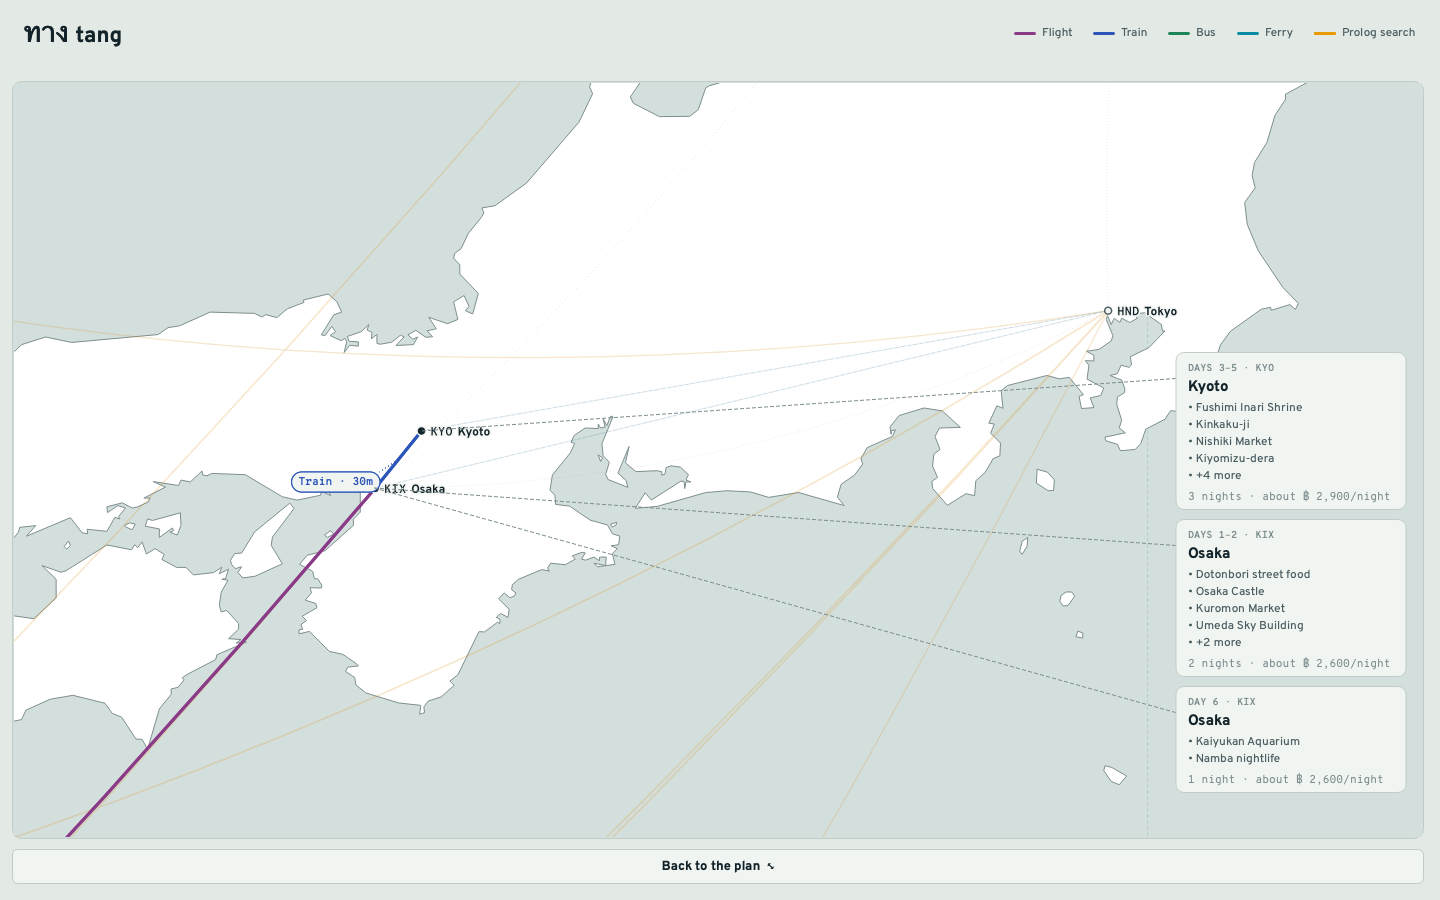 ทาง tang
Flight
Train
Bus
Ferry
Prolog search
HND Tokyo
KYO Kyoto
Train · 30m
KIX Osaka
DAYS 3–5 · KYO
Kyoto
• Fushimi Inari Shrine
• Kinkaku-ji
• Nishiki Market
• Kiyomizu-dera
• +4 more
3 nights · about ฿ 2,900/night
DAYS 1–2 · KIX
Osaka
• Dotonbori street food
• Osaka Castle
• Kuromon Market
• Umeda Sky Building
• +2 more
2 nights · about ฿ 2,600/night
DAY 6 · KIX
Osaka
• Kaiyukan Aquarium
• Namba nightlife
1 night · about ฿ 2,600/night
Back to the plan ⤡